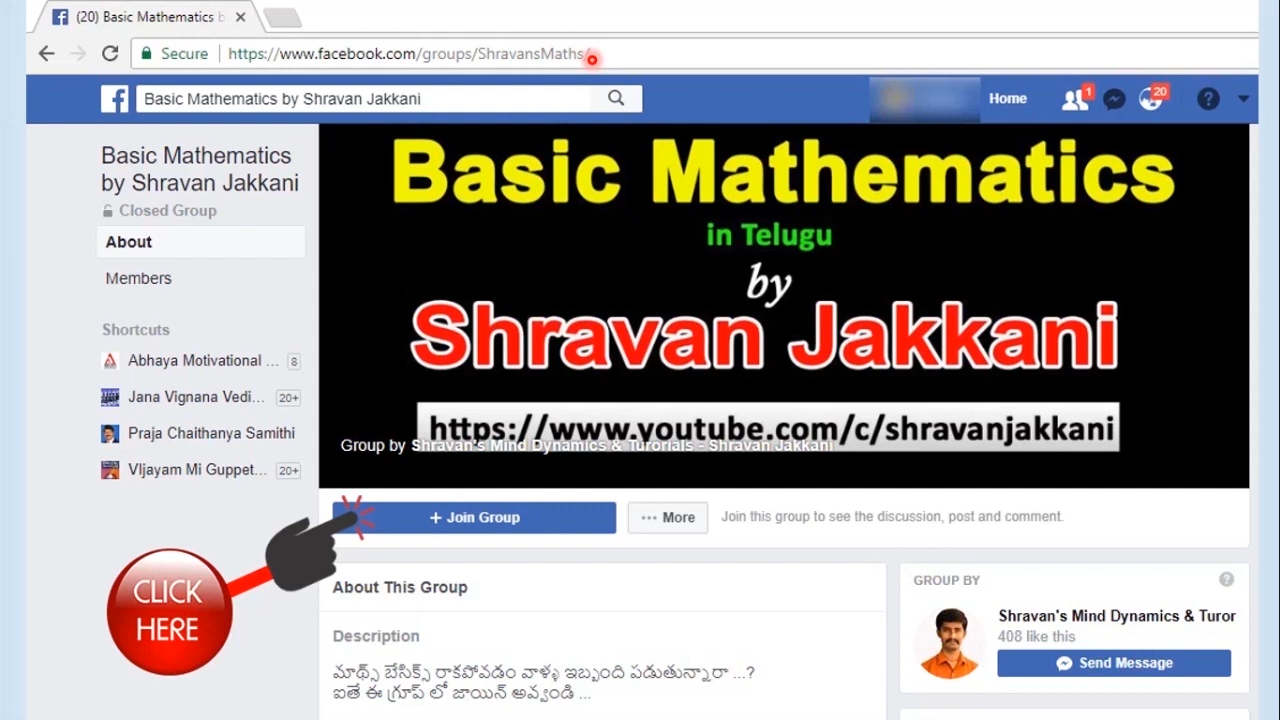 (20) Basic Mathematics b
Secure
https://www.facebook.com/groups/ShravansMaths/
Basic Mathematics by Shravan Jakkani
Home
1
20
?
Basic Mathematics
by Shravan Jakkani
Closed Group
About
Members
Shortcuts
Abhaya Motivational ... 8
Jana Vignana Vedi... 20+
Praja Chaithanya Samithi
VIjayam Mi Guppet... 20+
Basic Mathematics
in Telugu
by
Shravan Jakkani
https://www.youtube.com/c/shravanjakkani
Group by Shravan's Mind Dynamics & Turorials - Shravan Jakkani
+ Join Group
··· More
Join this group to see the discussion, post and comment.
CLICK
HERE
About This Group
Description
మాథ్స్ బేసిక్స్ రాకపోవడం వాళ్ళ ఇబ్బంది పడుతున్నారా ...?
ఐతే ఈ గ్రూప్ లో జాయిన్ అవ్వండి ...
GROUP BY
?
Shravan's Mind Dynamics & Turor
408 like this
Send Message